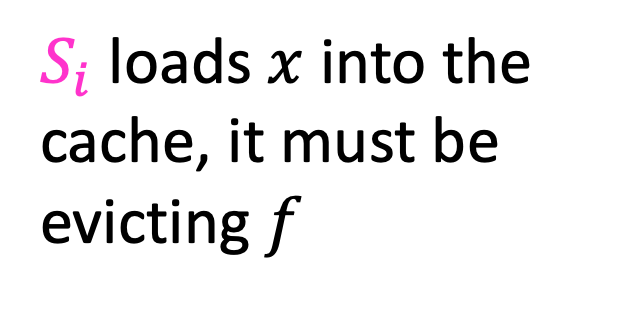 Sᵢ loads x into the
cache, it must be
evicting f